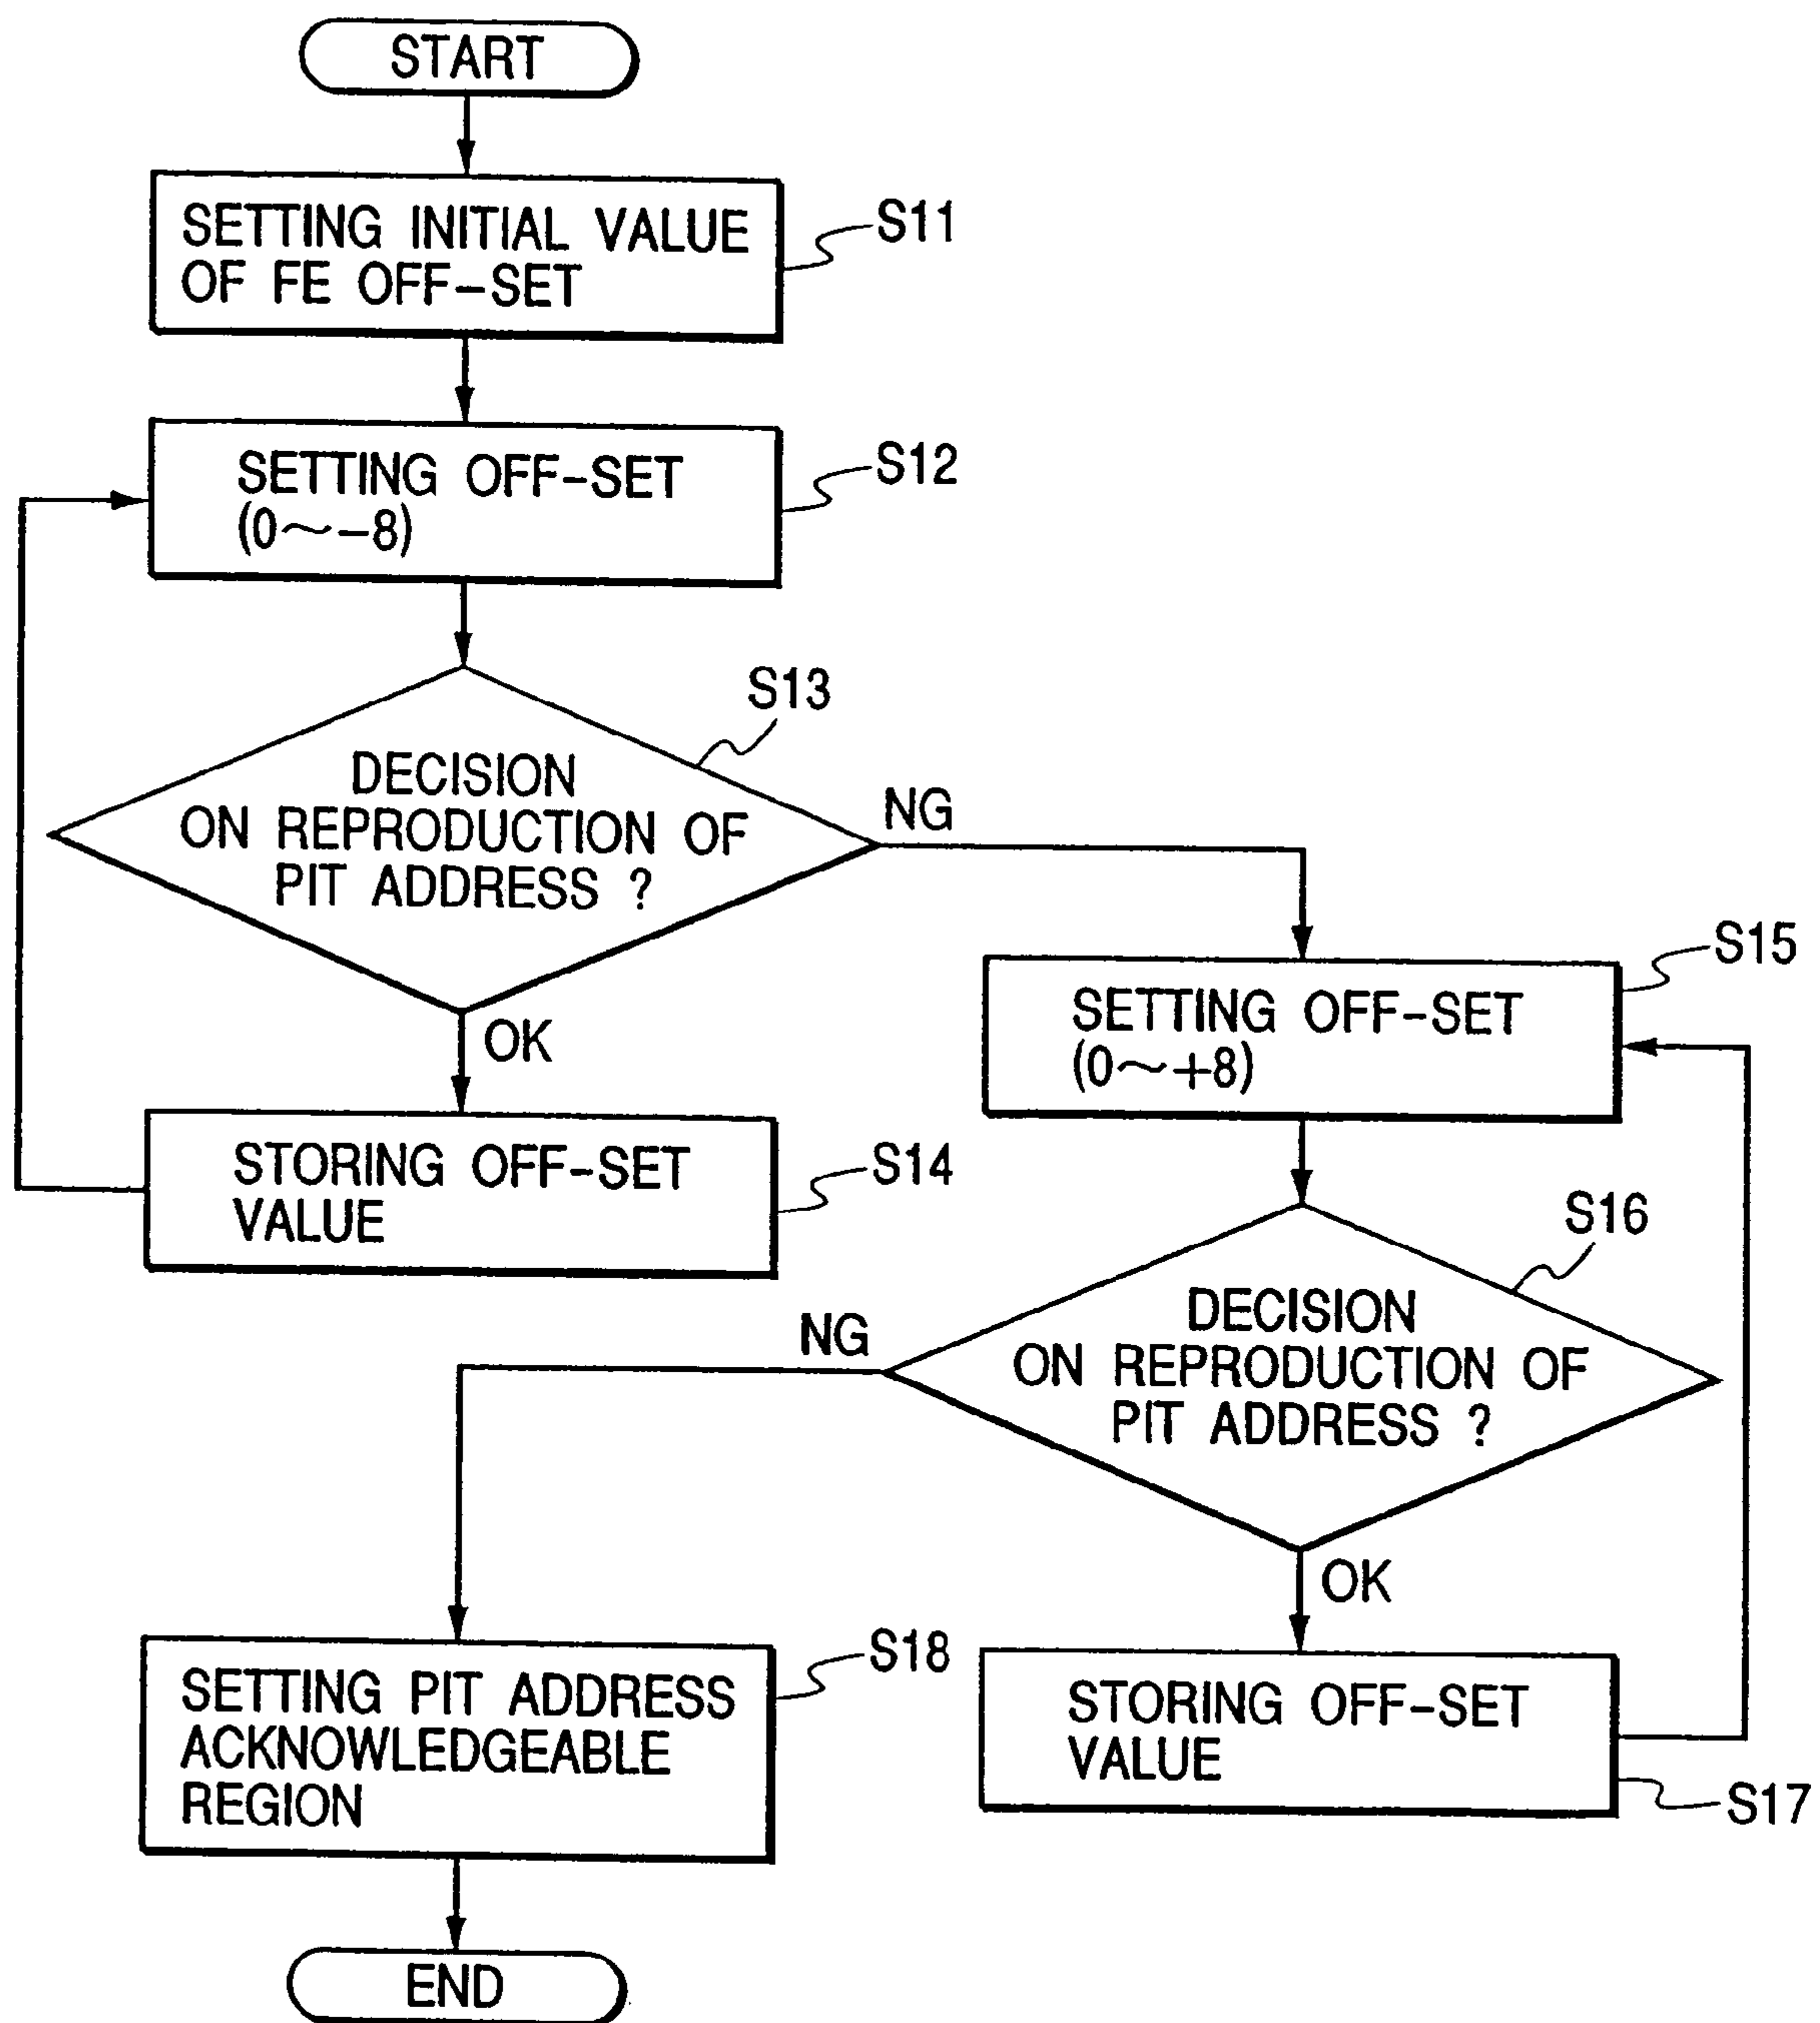 START
SETTING INITIAL VALUE
OF FE OFF-SET
S11
SETTING OFF-SET
(0～-8)
S12
S13
DECISION
ON REPRODUCTION OF
PIT ADDRESS ?
NG
OK
STORING OFF-SET
VALUE
S14
S15
SETTING OFF-SET
(0～+8)
S16
DECISION
ON REPRODUCTION OF
PIT ADDRESS ?
NG
OK
STORING OFF-SET
VALUE
S17
S18
SETTING PIT ADDRESS
ACKNOWLEDGEABLE
REGION
END